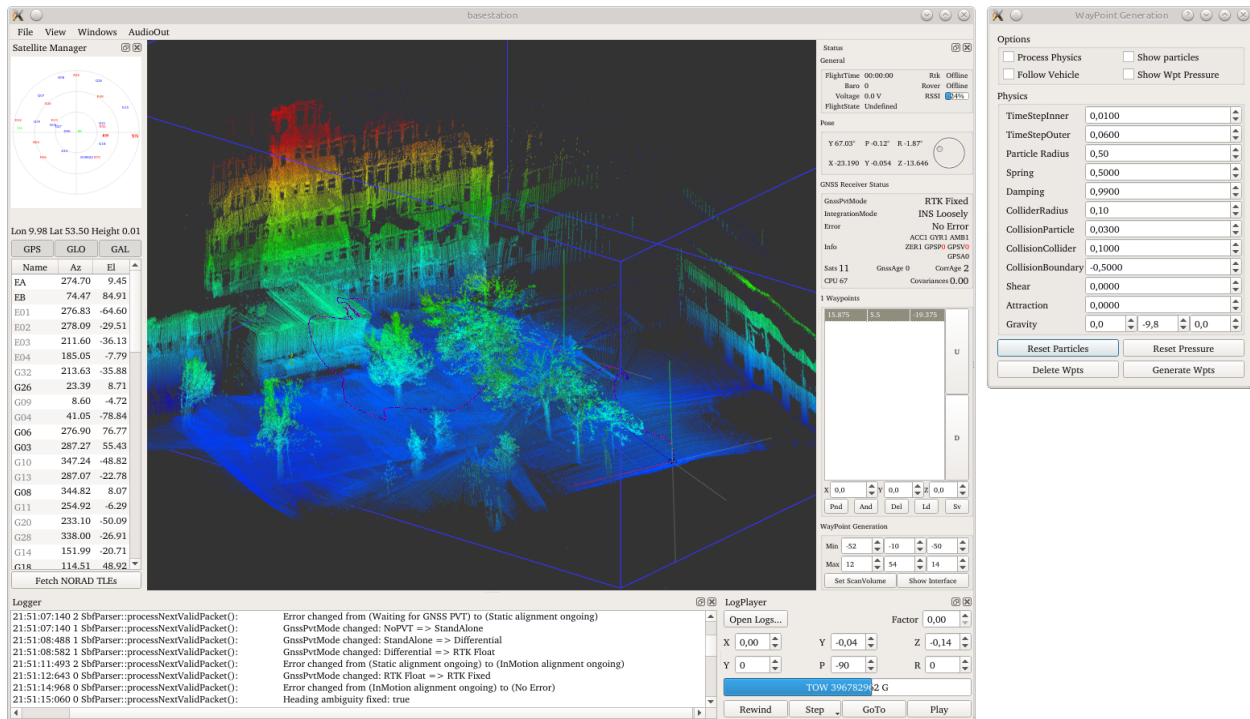 basestation
File View Windows AudioOut
Satellite Manager
Lon 9.98 Lat 53.50 Height 0.01
GPS GLO GAL
Name Az El
EA 274.70 9.45
EB 74.47 84.91
E01 276.83 -64.60
E02 278.09 -29.51
E03 211.60 -36.13
E04 185.05 -7.79
G32 213.63 -35.88
G26 23.39 8.71
G09 8.60 -4.72
G04 41.05 -78.84
G06 276.90 76.77
G03 287.27 55.43
G10 347.24 -48.82
G13 287.07 -22.78
G08 344.82 8.07
G11 254.92 -6.29
G20 233.10 -50.09
G28 338.00 -26.91
G14 151.99 -20.71
G18 114.51 48.92
Fetch NORAD TLEs
Status
General
FlightTime 00:00:00 Rtk Offline
Baro 0 Rover Offline
Voltage 0.0 V RSSI 24%
FlightState Undefined
Pose
Y 67.03° P -0.12° R -1.87°
X -23.190 Y -0.054 Z -13.646
GNSS Receiver Status
GnssPvtMode RTK Fixed
IntegrationMode INS Loosely
Error No Error
ACC1 GYR1 AMB1
Info ZER1 GPSP0 GPSV0
GPSA0
Sats 11 GnssAge 0 CorrAge 2
CPU 67 Covariances 0.00
1 Waypoints
15.875 5.5 -19.375
U
D
X 0,0 Y 0,0 Z 0,0
Pnd And Del Ld Sv
WayPoint Generation
Min -52 -10 -50
Max 12 54 14
Set ScanVolume Show Interface
Logger
21:51:07:140 2 SbfParser::processNextValidPacket(): Error changed from (Waiting for GNSS PVT) to (Static alignment ongoing)
21:51:07:140 1 SbfParser::processNextValidPacket(): GnssPvtMode changed: NoPVT => StandAlone
21:51:08:488 1 SbfParser::processNextValidPacket(): GnssPvtMode changed: StandAlone => Differential
21:51:08:582 1 SbfParser::processNextValidPacket(): GnssPvtMode changed: Differential => RTK Float
21:51:11:493 2 SbfParser::processNextValidPacket(): Error changed from (Static alignment ongoing) to (InMotion alignment ongoing)
21:51:12:643 0 SbfParser::processNextValidPacket(): GnssPvtMode changed: RTK Float => RTK Fixed
21:51:14:968 0 SbfParser::processNextValidPacket(): Error changed from (InMotion alignment ongoing) to (No Error)
21:51:15:060 0 SbfParser::processNextValidPacket(): Heading ambiguity fixed: true
LogPlayer
Open Logs... Factor 0,00
X 0,00 Y -0,04 Z -0,14
Y 0 P -90 R 0
TOW 396782962 G
Rewind Step GoTo Play
WayPoint Generation
Options
Process Physics Show particles
Follow Vehicle Show Wpt Pressure
Physics
TimeStepInner 0,0100
TimeStepOuter 0,0600
Particle Radius 0,50
Spring 0,5000
Damping 0,9900
ColliderRadius 0,10
CollisionParticle 0,0300
CollisionCollider 0,1000
CollisionBoundary -0,5000
Shear 0,0000
Attraction 0,0000
Gravity 0,0 -9,8 0,0
Reset Particles Reset Pressure
Delete Wpts Generate Wpts